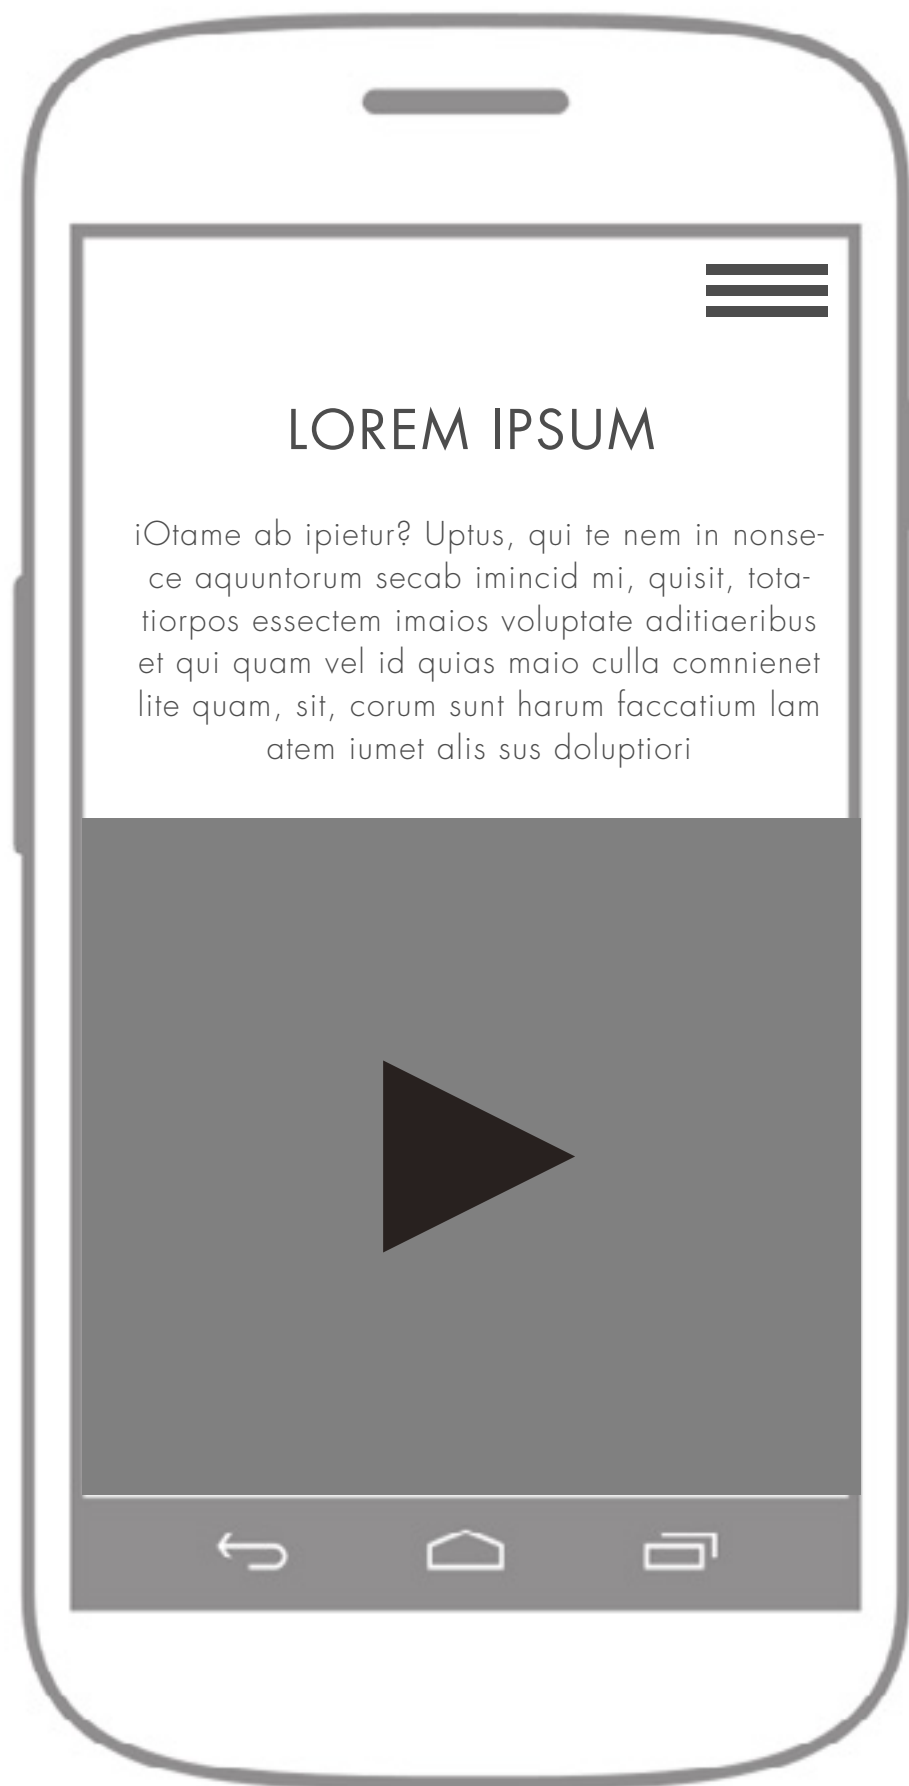 LOREM IPSUM
iOtame ab ipietur? Uptus, qui te nem in nonse-
ce aquuntorum secab imincid mi, quisit, tota-
tiorpos essectem imaios voluptate aditiaeribus
et qui quam vel id quias maio culla comnienet
lite quam, sit, corum sunt harum faccatium lam
atem iumet alis sus doluptiori